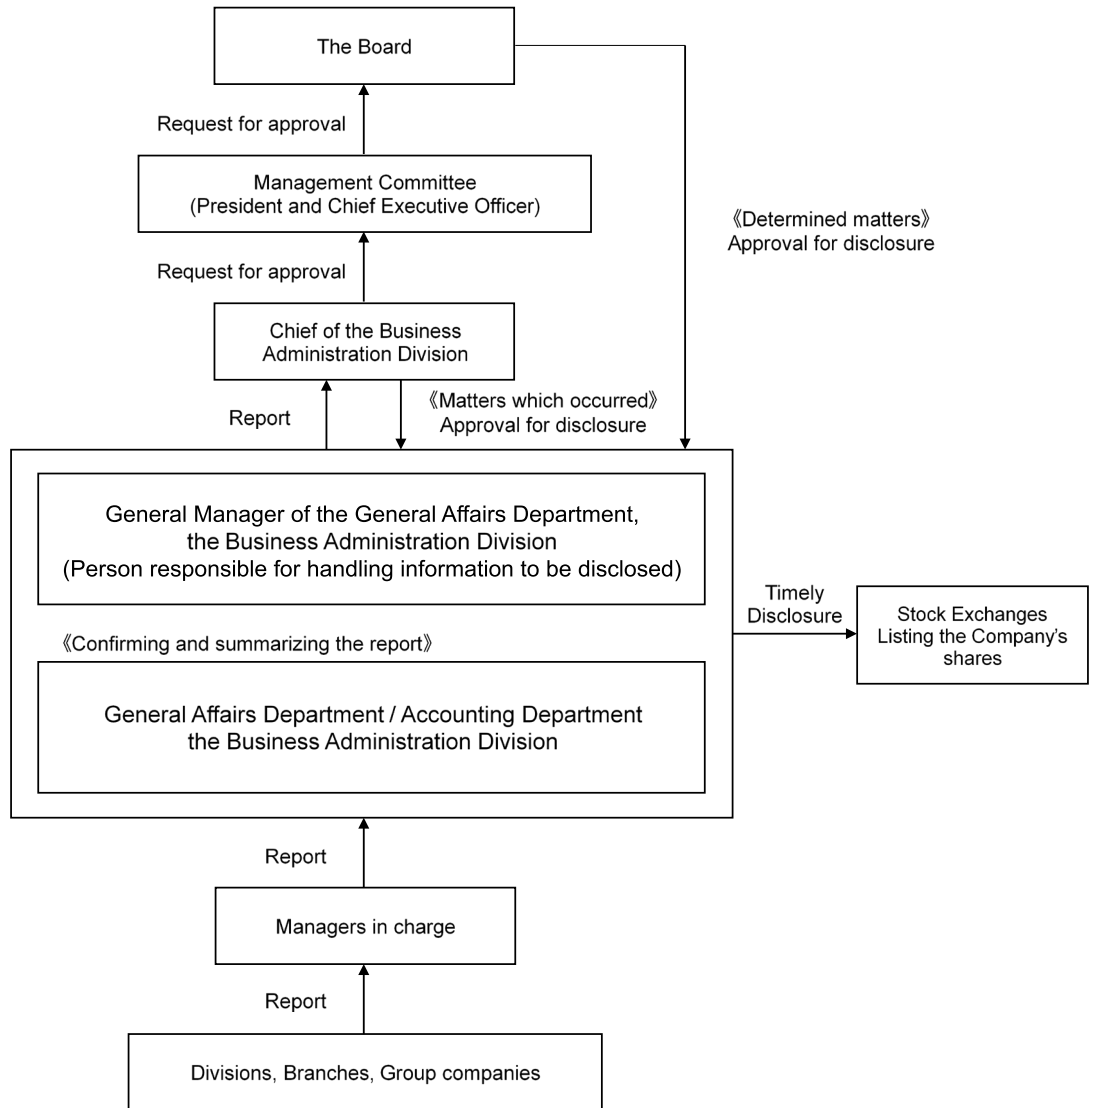 The Board
Request for approval
Management Committee
(President and Chief Executive Officer)
《Determined matters》
Approval for disclosure
Request for approval
Chief of the Business
Administration Division
Report
《Matters which occurred》
Approval for disclosure
General Manager of the General Affairs Department,
the Business Administration Division
(Person responsible for handling information to be disclosed)
Timely
Disclosure
Stock Exchanges
Listing the Company's
shares
《Confirming and summarizing the report》
General Affairs Department / Accounting Department
the Business Administration Division
Report
Managers in charge
Report
Divisions, Branches, Group companies